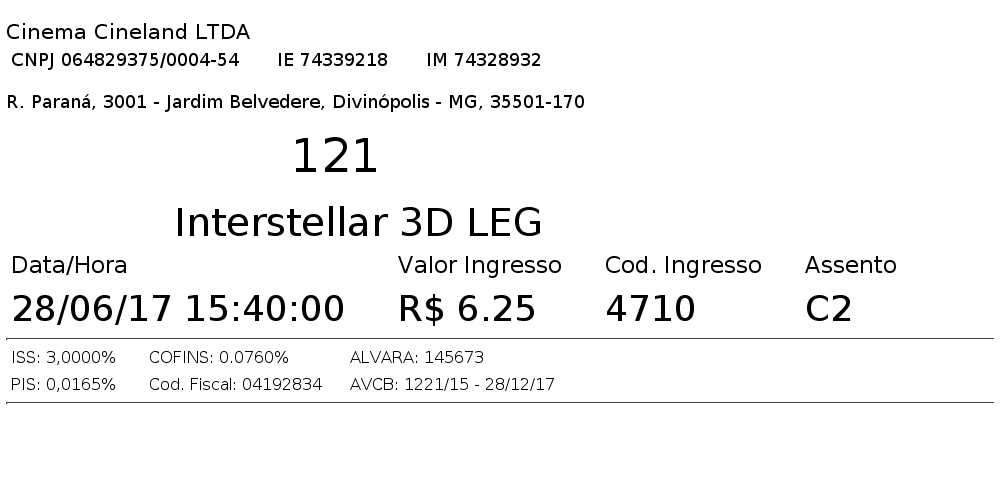 Cinema Cineland LTDA
CNPJ 064829375/0004-54 IE 74339218 IM 74328932
R. Paraná, 3001 - Jardim Belvedere, Divinópolis - MG, 35501-170
121
Interstellar 3D LEG
Data/Hora Valor Ingresso Cod. Ingresso Assento
28/06/17 15:40:00 R$ 6.25 4710 C2
ISS: 3,0000% COFINS: 0.0760% ALVARA: 145673
PIS: 0,0165% Cod. Fiscal: 04192834 AVCB: 1221/15 - 28/12/17